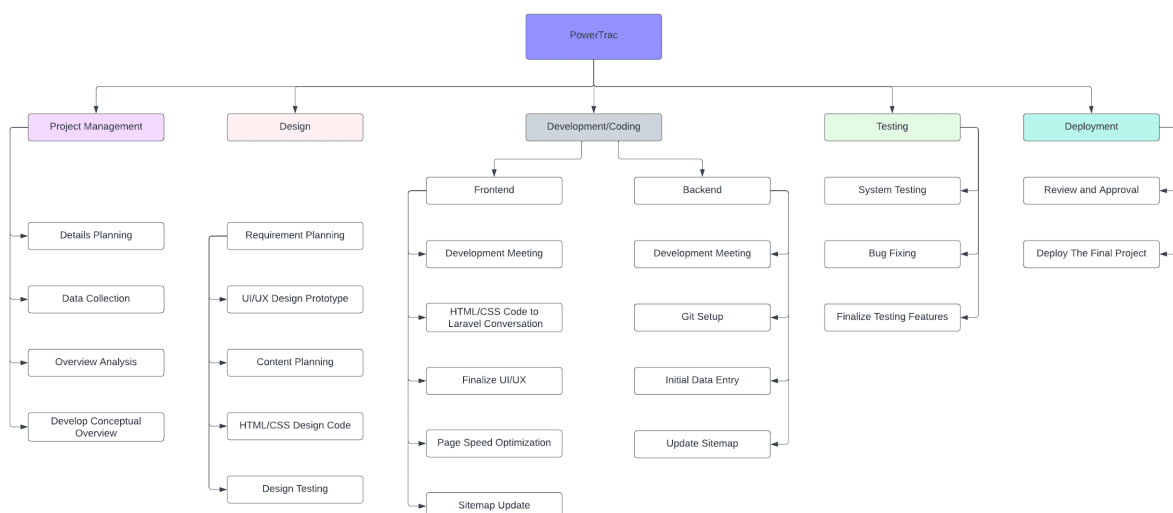 PowerTrac
Project Management
Design
Development/Coding
Testing
Deployment
Frontend
Backend
System Testing
Review and Approval
Details Planning
Requirement Planning
Development Meeting
Development Meeting
Bug Fixing
Deploy The Final Project
Data Collection
UI/UX Design Prototype
HTML/CSS Code to
Laravel Conversation
Git Setup
Finalize Testing Features
Overview Analysis
Content Planning
Finalize UI/UX
Initial Data Entry
Develop Conceptual
Overview
HTML/CSS Design Code
Page Speed Optimization
Update Sitemap
Design Testing
Sitemap Update